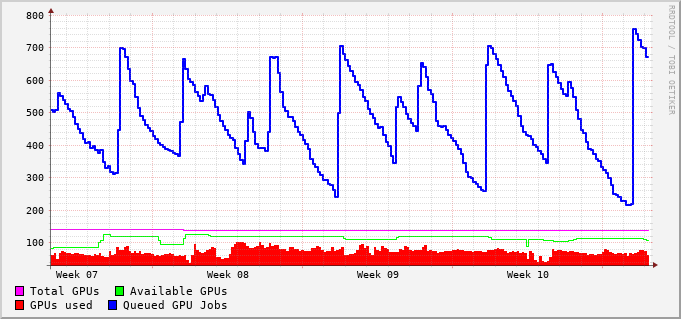 800
700
600
500
400
300
200
100
Week 07 Week 08 Week 09 Week 10
Total GPUs Available GPUs
GPUs used Queued GPU Jobs
RRDTOOL / TOBI OETIKER